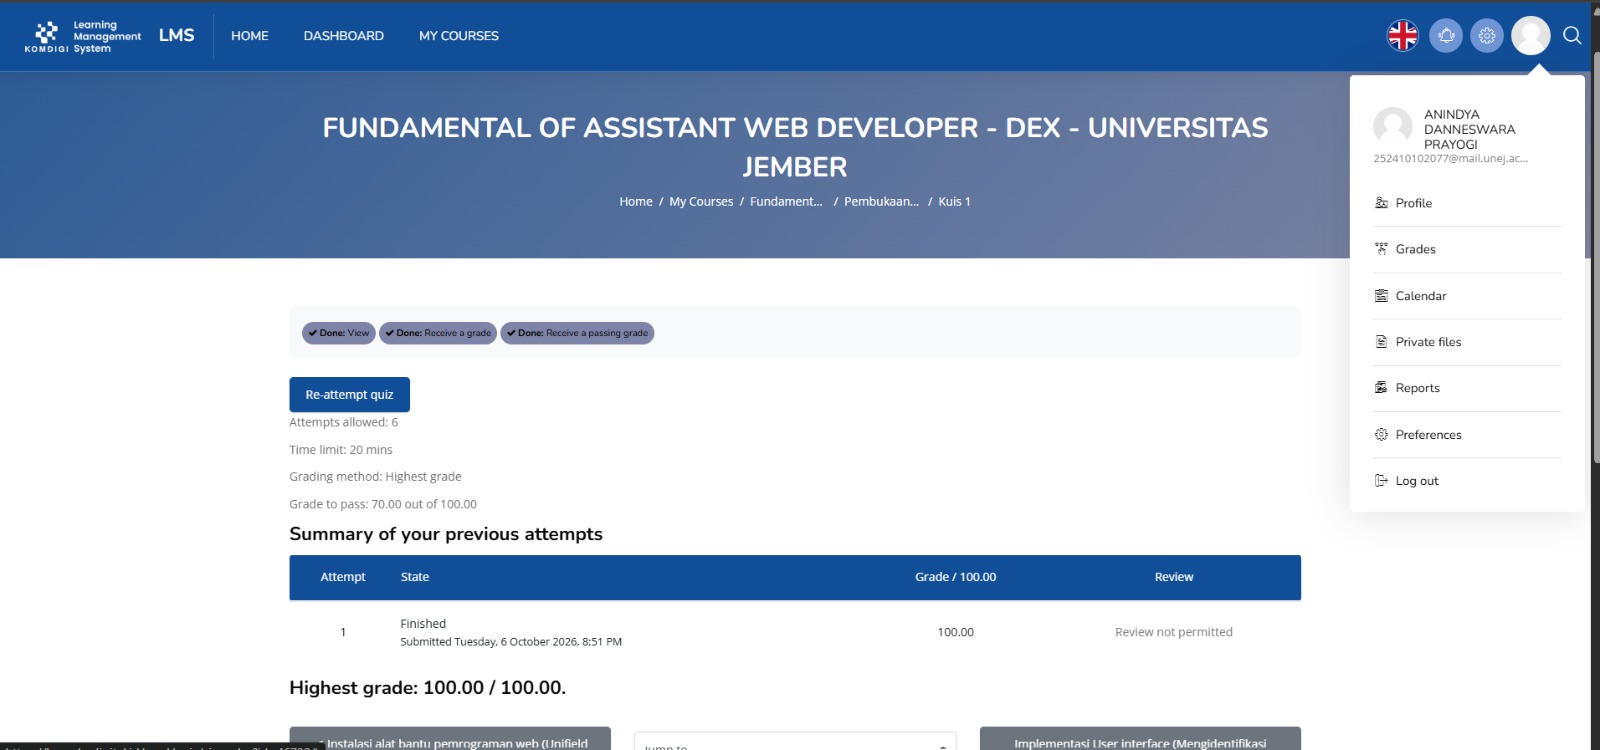 KOMDIGI
Learning
Management
System
LMS
HOME
DASHBOARD
MY COURSES
FUNDAMENTAL OF ASSISTANT WEB DEVELOPER - DEX - UNIVERSITAS
JEMBER
Home / My Courses / Fundament... / Pembukaan... / Kuis 1
ANINDYA
DANNESWARA
PRAYOGI
252410102077@mail.unej.ac...
Profile
Grades
Calendar
Private files
Reports
Preferences
Log out
Done: View
Done: Receive a grade
Done: Receive a passing grade
Re-attempt quiz
Attempts allowed: 6
Time limit: 20 mins
Grading method: Highest grade
Grade to pass: 70.00 out of 100.00
Summary of your previous attempts
Attempt State Grade / 100.00 Review
1 Finished 100.00 Review not permitted
Submitted Tuesday, 6 October 2026, 8:51 PM
Highest grade: 100.00 / 100.00.
Instalasi alat bantu pemrograman web (Unifield
Jump to...
Implementasi User interface (Mengidentifikasi